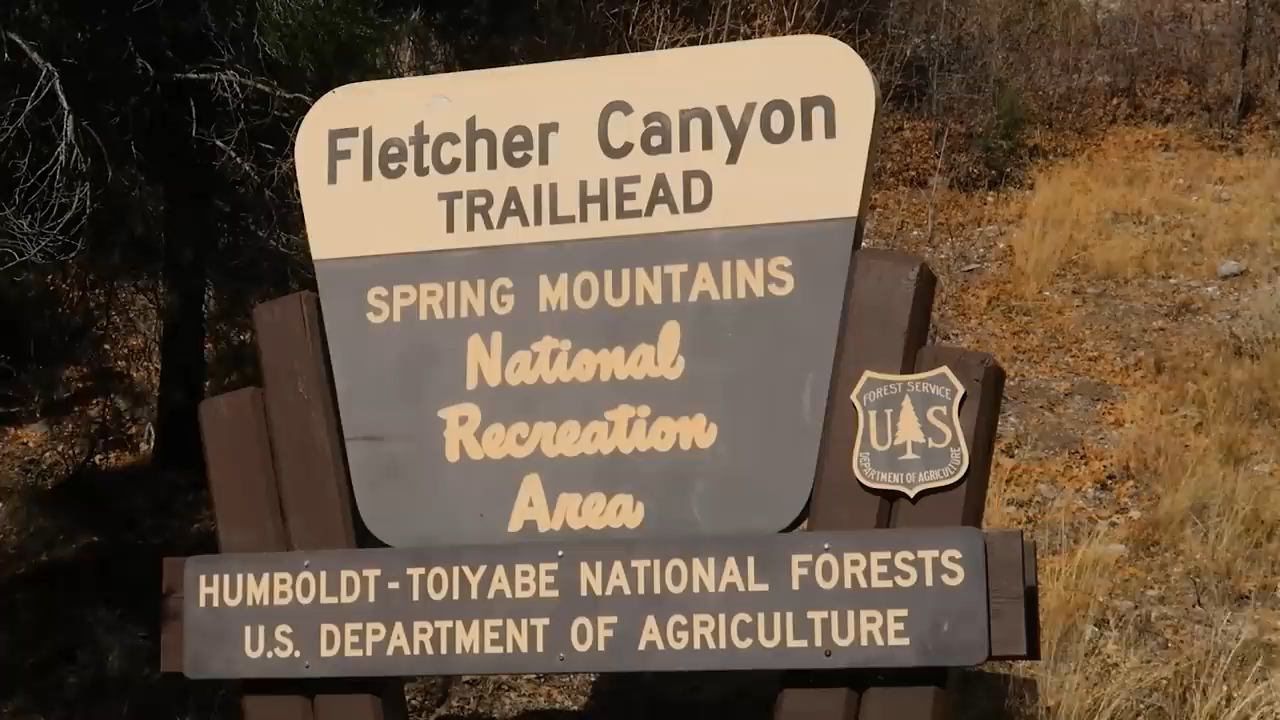 Fletcher Canyon
TRAILHEAD
SPRING MOUNTAINS
National
Recreation
Area
FOREST SERVICE
US
DEPARTMENT OF AGRICULTURE
HUMBOLDT-TOIYABE NATIONAL FORESTS
U.S. DEPARTMENT OF AGRICULTURE